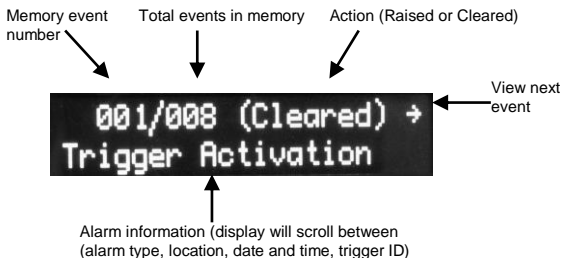 Memory event
number
Total events in memory
Action (Raised or Cleared)
View next
event
001/008 (Cleared) →
Trigger Activation
Alarm information (display will scroll between
(alarm type, location, date and time, trigger ID)